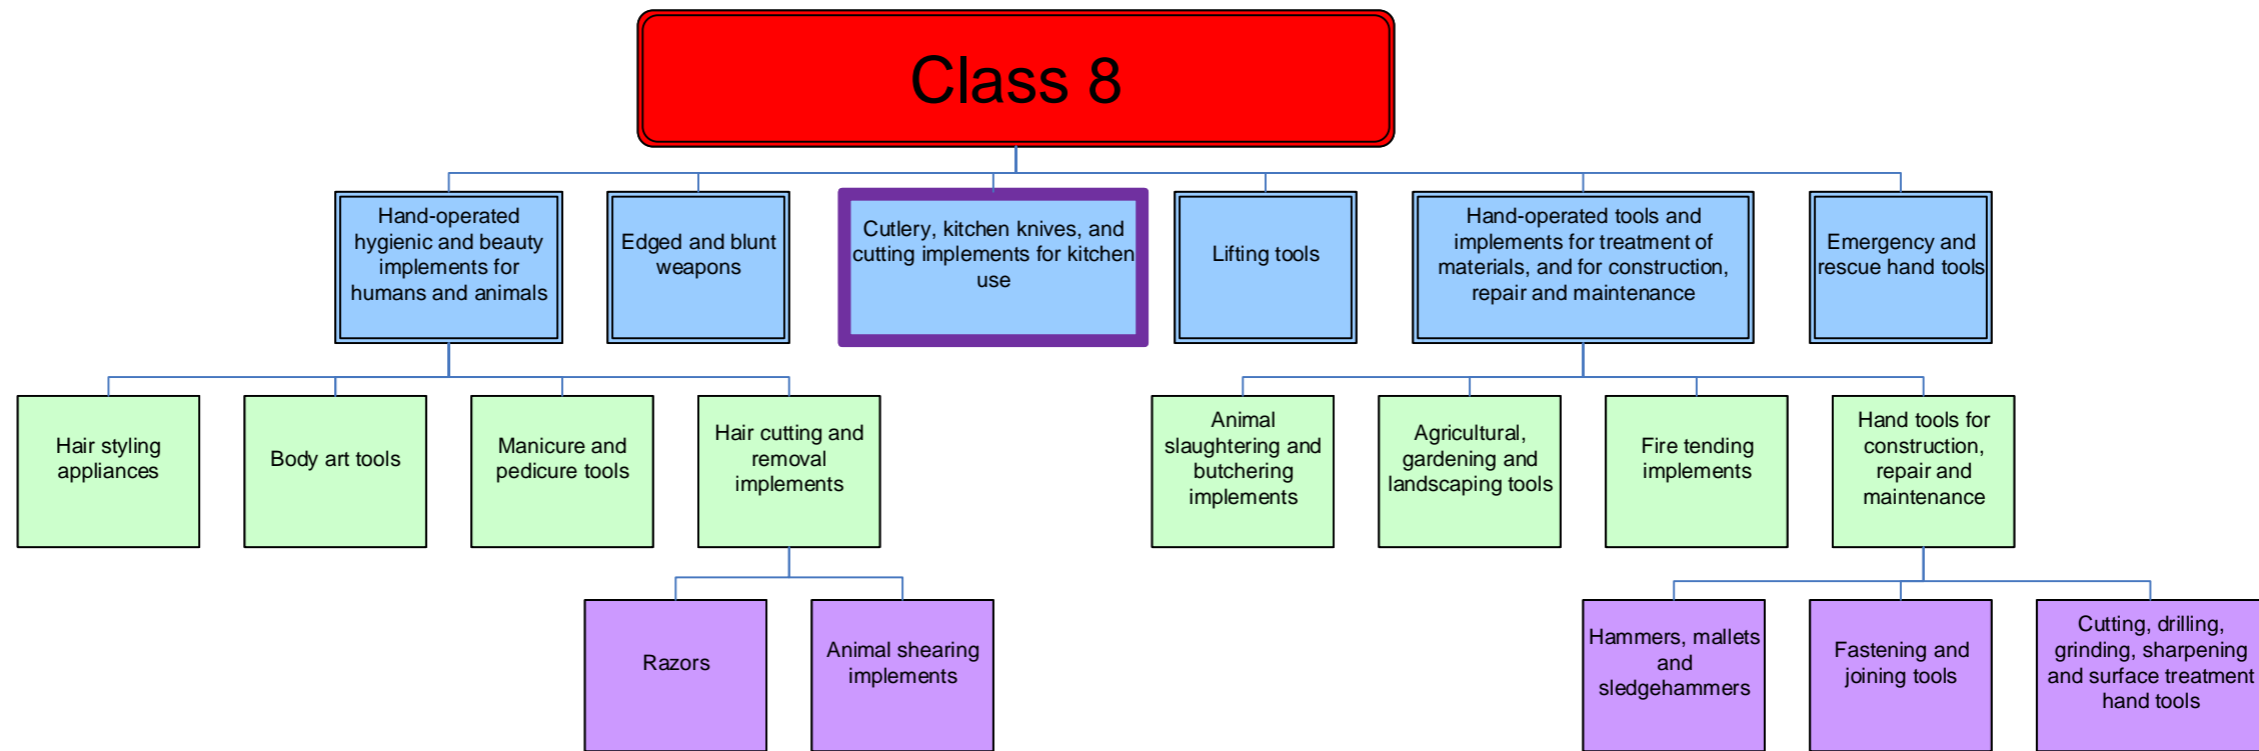 Class 8
Hand-operated
hygienic and beauty
implements for
humans and animals
Edged and blunt
weapons
Cutlery, kitchen knives, and
cutting implements for kitchen
use
Lifting tools
Hand-operated tools and
implements for treatment of
materials, and for construction,
repair and maintenance
Emergency and
rescue hand tools
Hair styling
appliances
Body art tools
Manicure and
pedicure tools
Hair cutting and
removal
implements
Animal
slaughtering and
butchering
implements
Agricultural,
gardening and
landscaping tools
Fire tending
implements
Hand tools for
construction,
repair and
maintenance
Razors
Animal shearing
implements
Hammers, mallets
and
sledgehammers
Fastening and
joining tools
Cutting, drilling,
grinding, sharpening
and surface treatment
hand tools